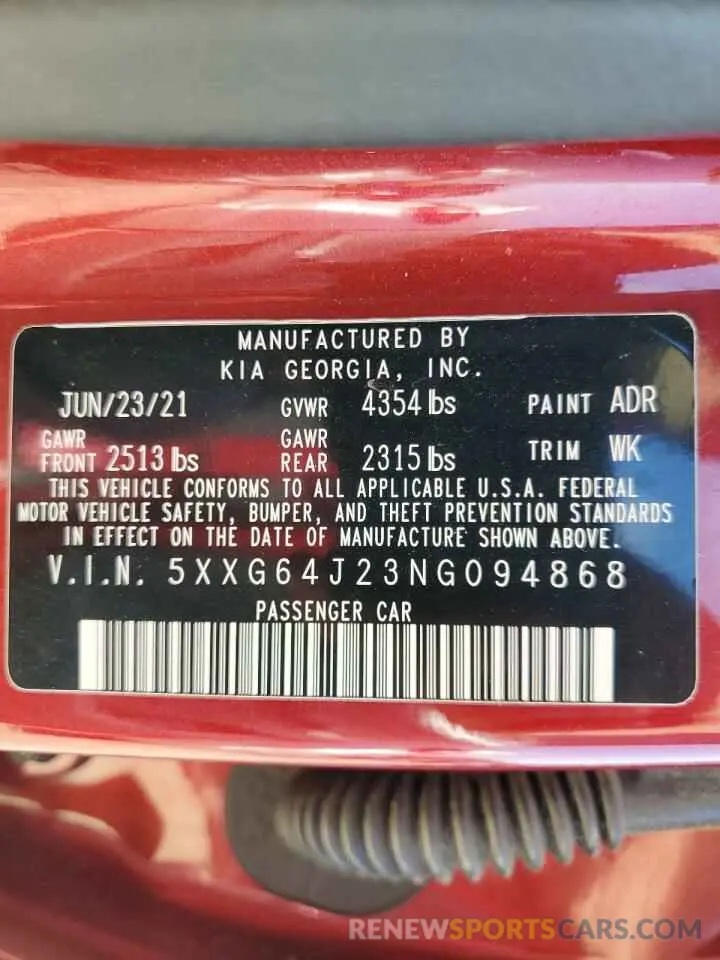 MANUFACTURED BY
KIA GEORGIA, INC.
JUN/23/21 GVWR 4354 lbs PAINT ADR
GAWR FRONT 2513 lbs GAWR REAR 2315 lbs TRIM WK
THIS VEHICLE CONFORMS TO ALL APPLICABLE U.S.A. FEDERAL
MOTOR VEHICLE SAFETY, BUMPER, AND THEFT PREVENTION STANDARDS
IN EFFECT ON THE DATE OF MANUFACTURE SHOWN ABOVE.
V.I.N. 5XXG64J23NG094868
PASSENGER CAR
RENEWSPORTSCARS.COM